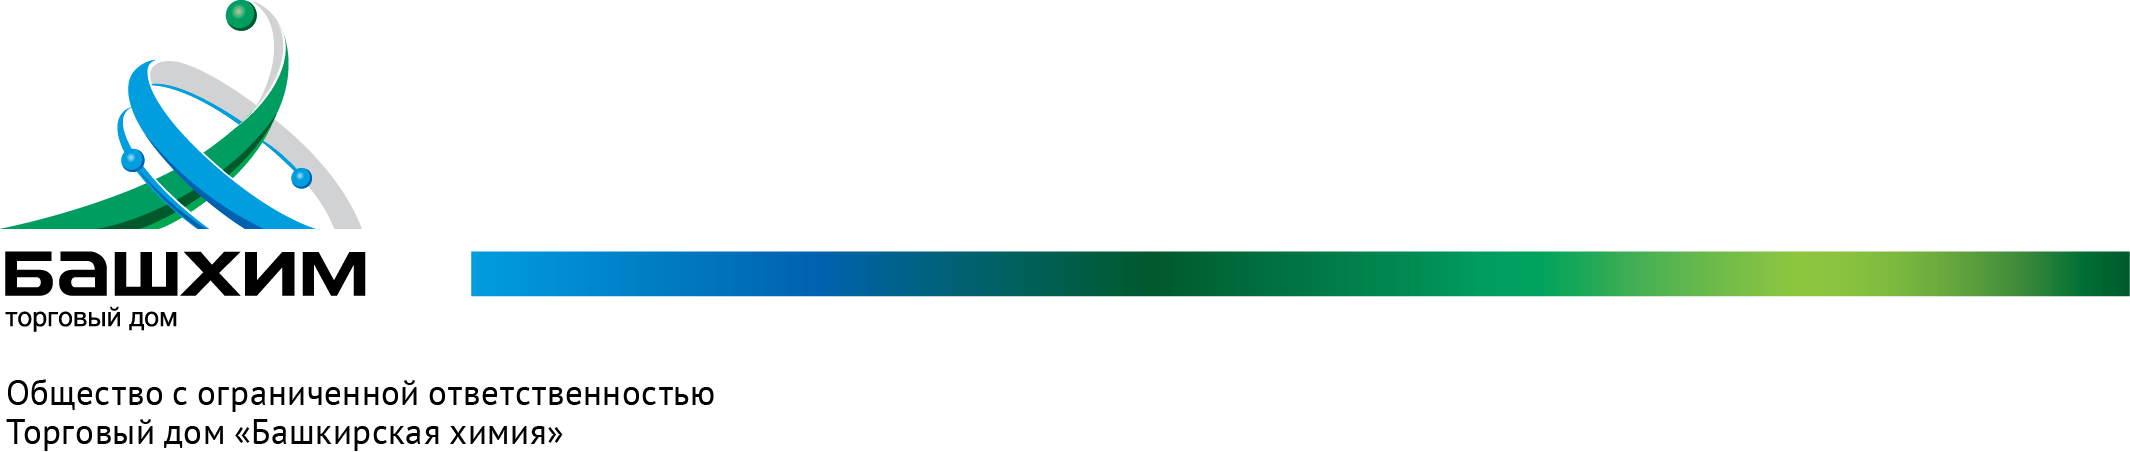 БАШХИМ
торговый дом
Общество с ограниченной ответственностью
Торговый дом «Башкирская химия»